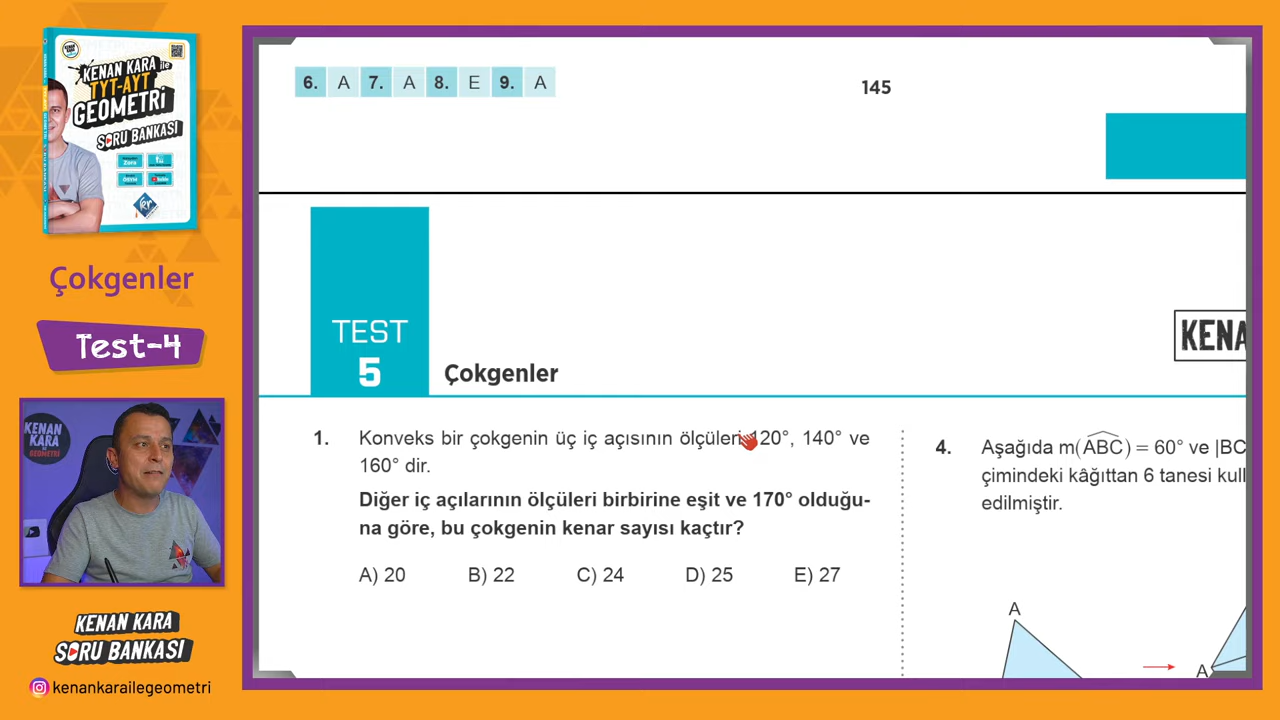 KENAN KARA ile
TYT-AYT
GEOMETRİ
SORU BANKASI
Çokgenler
Test-4
KENAN
KARA
GEOMETRİ
KENAN KARA
SORU BANKASI
kenankarailegeometri
6. A 7. A 8. E 9. A
145
TEST
5
Çokgenler
KENA
1. Konveks bir çokgenin üç iç açısının ölçüleri 120°, 140° ve
160° dir.
Diğer iç açılarının ölçüleri birbirine eşit ve 170° olduğu-
na göre, bu çokgenin kenar sayısı kaçtır?
A) 20 B) 22 C) 24 D) 25 E) 27
4. Aşağıda m(ABC) = 60° ve |BC
çimindeki kâğıttan 6 tanesi kull
edilmiştir.
A
A